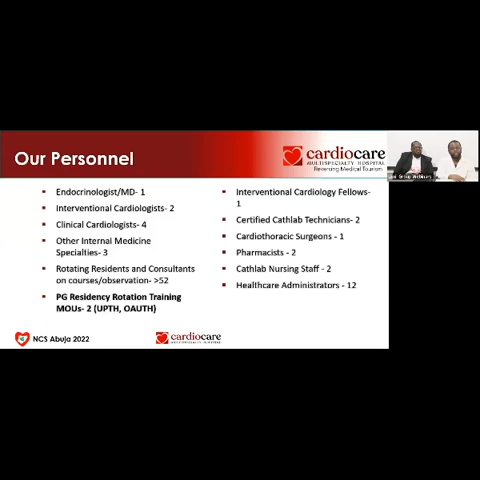 Our Personnel
cardiocare
MULTISPECIALTY HOSPITAL
Reversing Medical Tourism
Endocrinologist/MD- 1
Interventional Cardiologists- 2
Clinical Cardiologists- 4
Other Internal Medicine
Specialties- 3
Rotating Residents and Consultants
on courses/observation- >52
PG Residency Rotation Training
MOUs- 2 (UPTH, OAUTH)
Interventional Cardiology Fellows-
1
Certified Cathlab Technicians- 2
Cardiothoracic Surgeons - 1
Pharmacists - 2
Cathlab Nursing Staff - 2
Healthcare Administrators - 12
NCS Abuja 2022
cardiocare
MULTISPECIALTY HOSPITAL